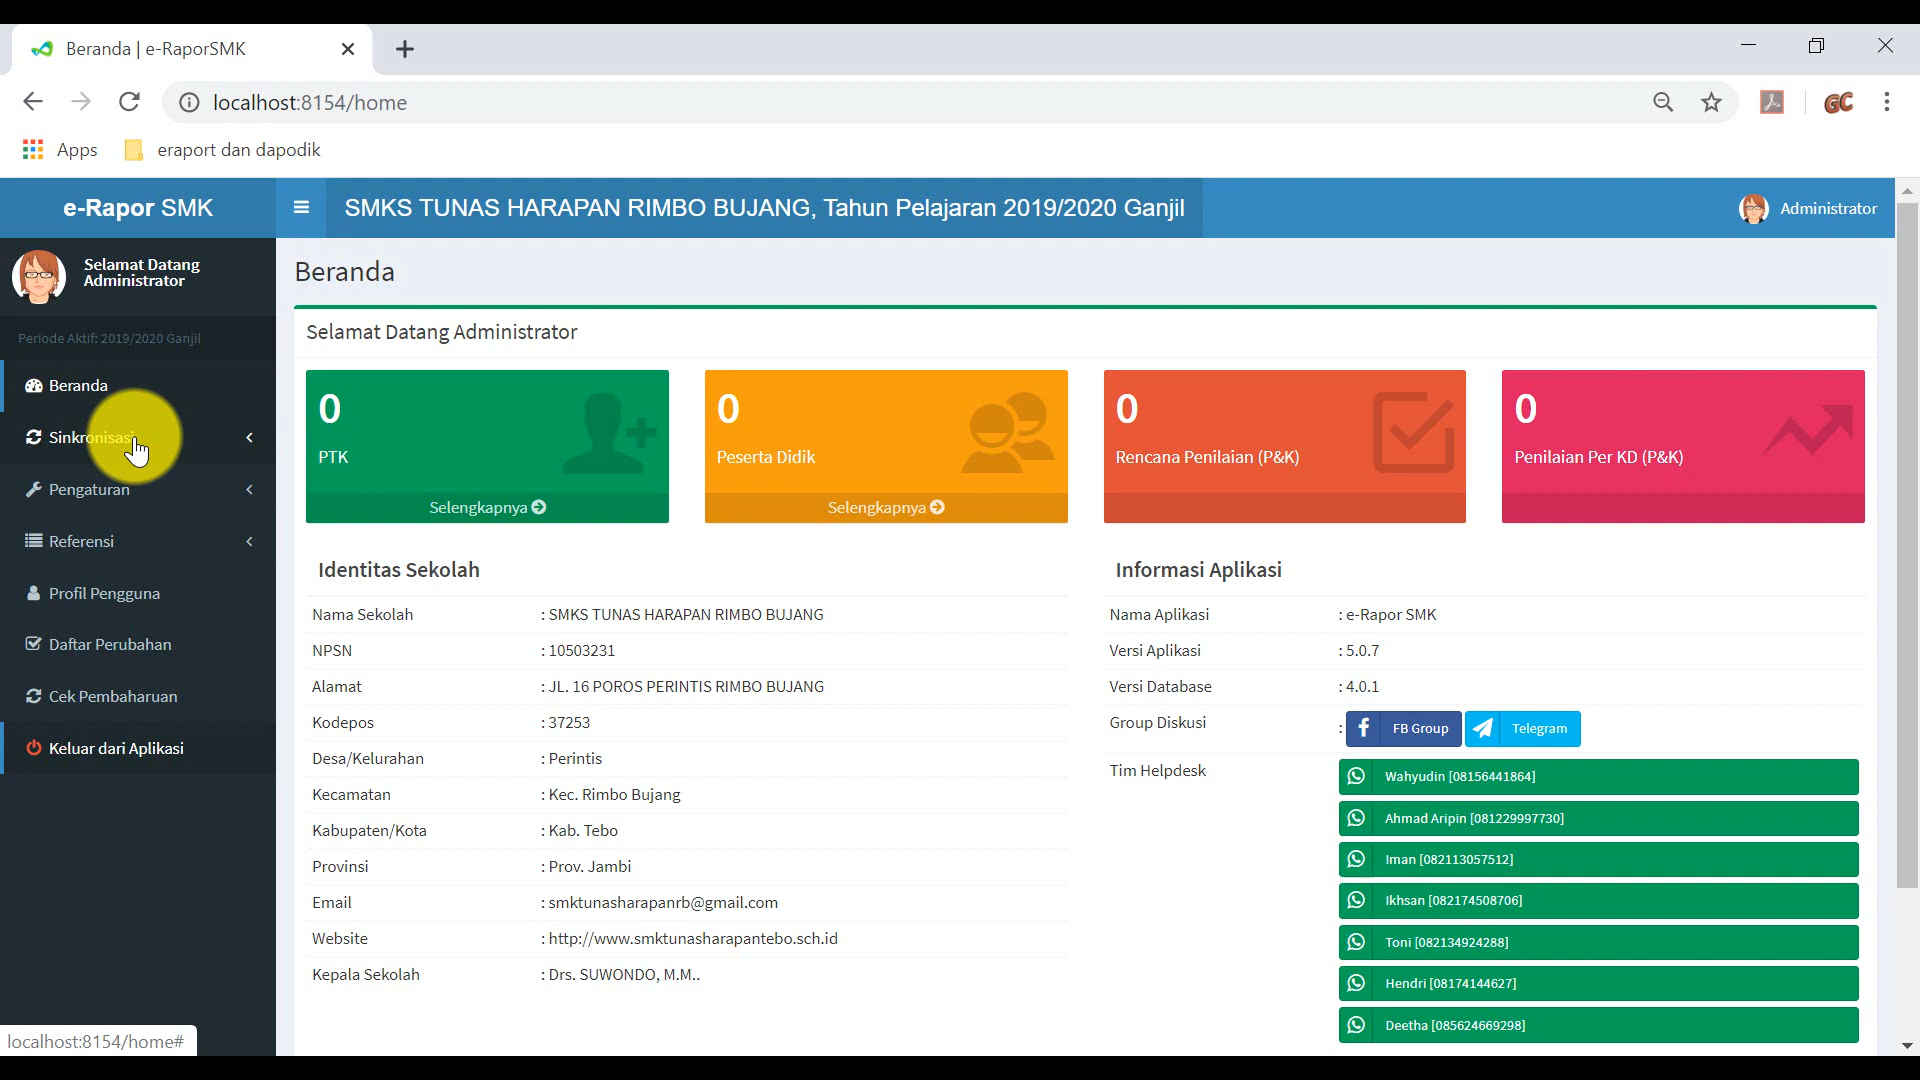 Beranda | e-RaporSMK
localhost:8154/home
GC
Apps
eraport dan dapodik
e-Rapor SMK
SMKS TUNAS HARAPAN RIMBO BUJANG, Tahun Pelajaran 2019/2020 Ganjil
Administrator
Selamat Datang
Administrator
Periode Aktif: 2019/2020 Ganjil
Beranda
Sinkronisasi
Pengaturan
Referensi
Profil Pengguna
Daftar Perubahan
Cek Pembaharuan
Keluar dari Aplikasi
Beranda
Selamat Datang Administrator
0
PTK
Selengkapnya
0
Peserta Didik
Selengkapnya
0
Rencana Penilaian (P&K)
0
Penilaian Per KD (P&K)
Identitas Sekolah
Nama Sekolah : SMKS TUNAS HARAPAN RIMBO BUJANG
NPSN : 10503231
Alamat : JL. 16 POROS PERINTIS RIMBO BUJANG
Kodepos : 37253
Desa/Kelurahan : Perintis
Kecamatan : Kec. Rimbo Bujang
Kabupaten/Kota : Kab. Tebo
Provinsi : Prov. Jambi
Email : smktunasharapanrb@gmail.com
Website : http://www.smktunasharapantebo.sch.id
Kepala Sekolah : Drs. SUWONDO, M.M..
Informasi Aplikasi
Nama Aplikasi : e-Rapor SMK
Versi Aplikasi : 5.0.7
Versi Database : 4.0.1
Group Diskusi : FB Group Telegram
Tim Helpdesk
Wahyudin [08156441864]
Ahmad Aripin [081229997730]
Iman [082113057512]
Ikhsan [082174508706]
Toni [082134924288]
Hendri [08174144627]
Deetha [085624669298]
localhost:8154/home#